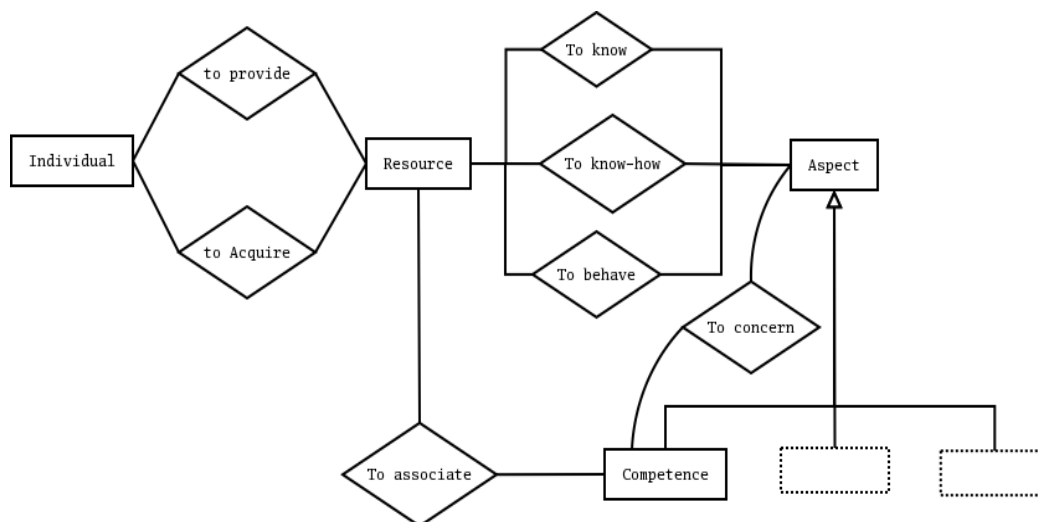 To know
to provide
Individual
Resource
To know-how
Aspect
to Acquire
To behave
To concern
To associate
Competence